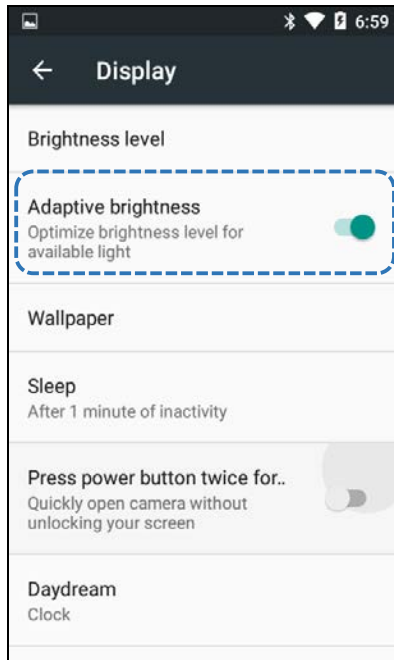 6:59
Display
Brightness level
Adaptive brightness
Optimize brightness level for
available light
Wallpaper
Sleep
After 1 minute of inactivity
Press power button twice for..
Quickly open camera without
unlocking your screen
Daydream
Clock